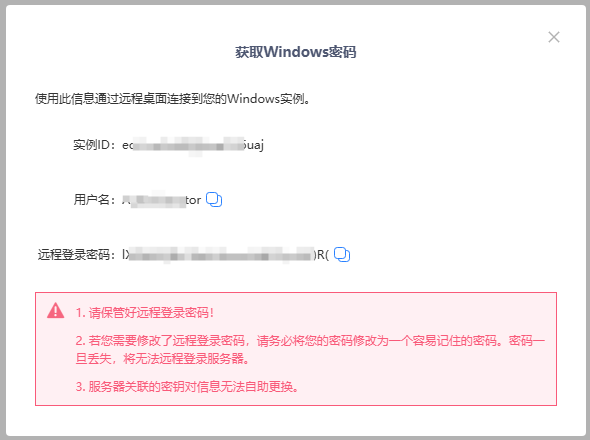 获取Windows密码
使用此信息通过远程桌面连接到您的Windows实例。
实例ID：
用户名：
远程登录密码：
1. 请保管好远程登录密码！
2. 若您需要修改了远程登录密码，请务必将您的密码修改为一个容易记住的密码。密码一
旦丢失，将无法远程登录服务器。
3. 服务器关联的密钥对信息无法自助更换。